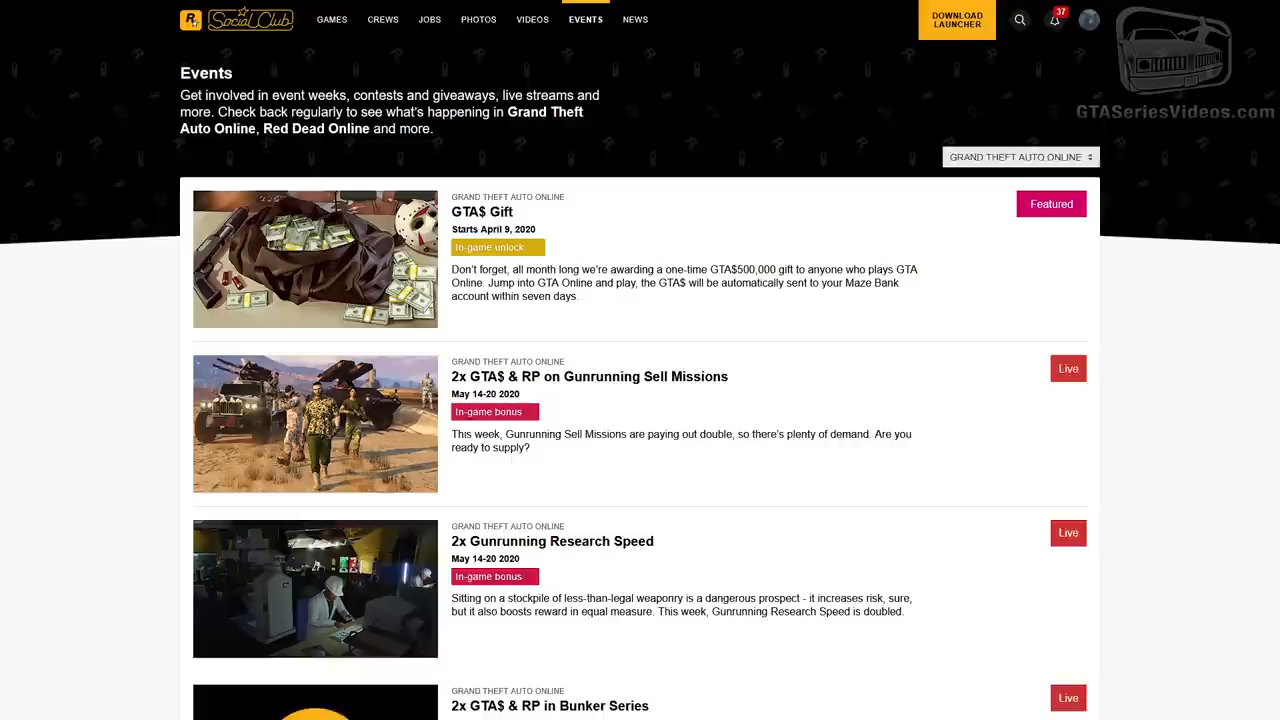 R★ Social Club GAMES CREWS JOBS PHOTOS VIDEOS EVENTS NEWS DOWNLOAD LAUNCHER 37
GTASeriesVideos.com
Events
Get involved in event weeks, contests and giveaways, live streams and
more. Check back regularly to see what's happening in Grand Theft
Auto Online, Red Dead Online and more.
GRAND THEFT AUTO ONLINE
GRAND THEFT AUTO ONLINE
GTA$ Gift
Featured
Starts April 9, 2020
In-game unlock
Don't forget, all month long we're awarding a one-time GTA$500,000 gift to anyone who plays GTA
Online. Jump into GTA Online and play, the GTA$ will be automatically sent to your Maze Bank
account within seven days.
GRAND THEFT AUTO ONLINE
2x GTA$ & RP on Gunrunning Sell Missions
Live
May 14-20 2020
In-game bonus
This week, Gunrunning Sell Missions are paying out double, so there's plenty of demand. Are you
ready to supply?
GRAND THEFT AUTO ONLINE
2x Gunrunning Research Speed
Live
May 14-20 2020
In-game bonus
Sitting on a stockpile of less-than-legal weaponry is a dangerous prospect - it increases risk, sure,
but it also boosts reward in equal measure. This week, Gunrunning Research Speed is doubled.
GRAND THEFT AUTO ONLINE
2x GTA$ & RP in Bunker Series
Live